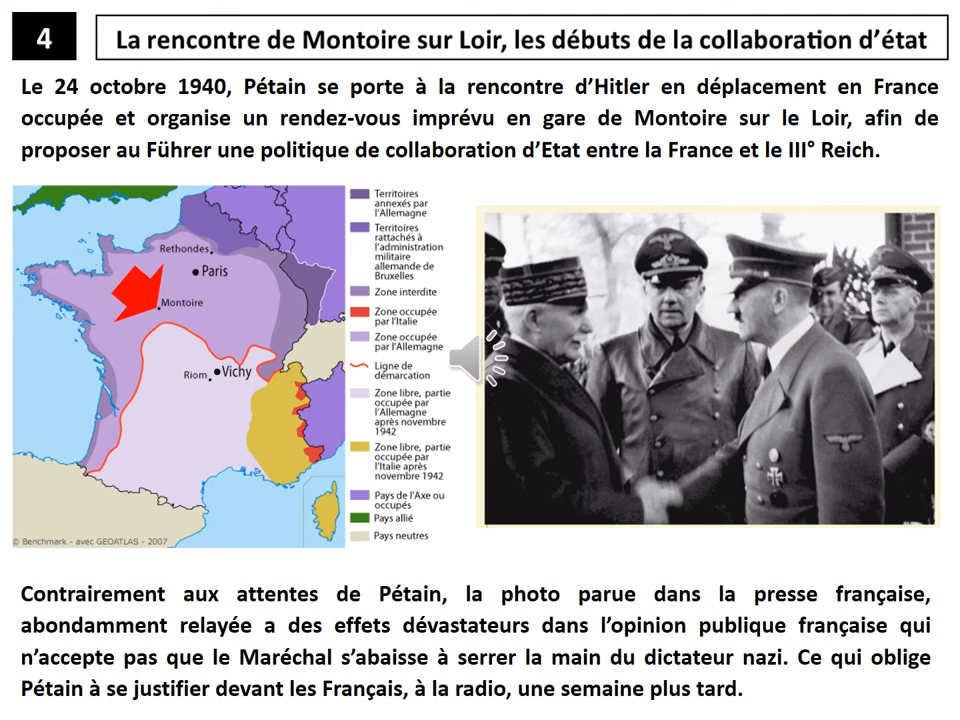 4
La rencontre de Montoire sur Loir, les débuts de la collaboration d’état
Le 24 octobre 1940, Pétain se porte à la rencontre d’Hitler en déplacement en France
occupée et organise un rendez-vous imprévu en gare de Montoire sur le Loir, afin de
proposer au Führer une politique de collaboration d’Etat entre la France et le III° Reich.
Rethondes
Paris
Montoire
Riom
Vichy
© Benchmark - avec GEOATLAS - 2007
Territoires
annexés par
l’Allemagne
Territoires
rattachés à
l’administration
militaire
allemande de
Bruxelles
Zone interdite
Zone occupée
par l’Italie
Zone occupée
par l’Allemagne
Ligne de
démarcation
Zone libre, partie
occupée par
l’Allemagne
après novembre
1942
Zone libre, partie
occupée par
l’Italie après
novembre 1942
Pays de l'Axe ou
occupés
Pays allié
Pays neutres
Contrairement aux attentes de Pétain, la photo parue dans la presse française,
abondamment relayée a des effets dévastateurs dans l’opinion publique française qui
n’accepte pas que le Maréchal s’abaisse à serrer la main du dictateur nazi. Ce qui oblige
Pétain à se justifier devant les Français, à la radio, une semaine plus tard.